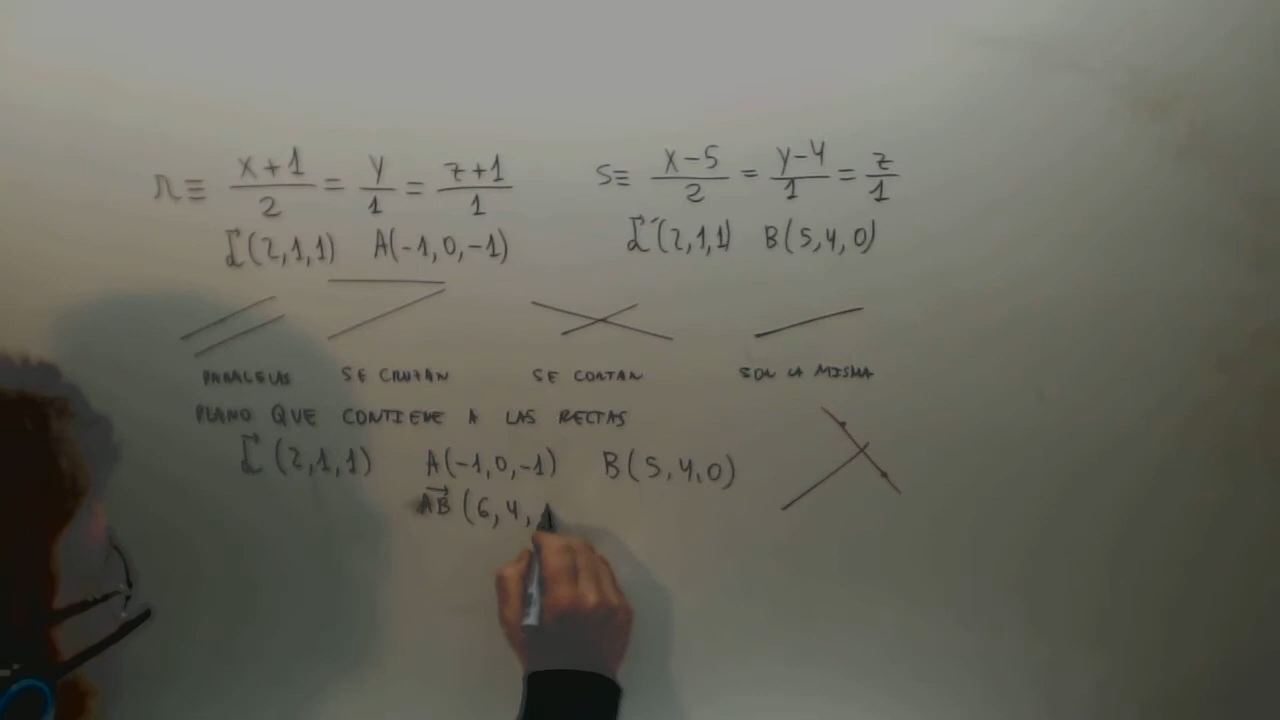 r≡ x+1/2 = y/1 = z+1/1 s≡ x-5/2 = y-4/1 = z/1
(2,1,1) A(-1,0,-1) (2,1,1) B(5,4,0)
PARALELAS SE CRUZAN SE CORTAN SON LA MISMA
PLANO QUE CONTIENE A LAS RECTAS
(2,1,1) A(-1,0,-1) B(5,4,0)
AB (6,4,1